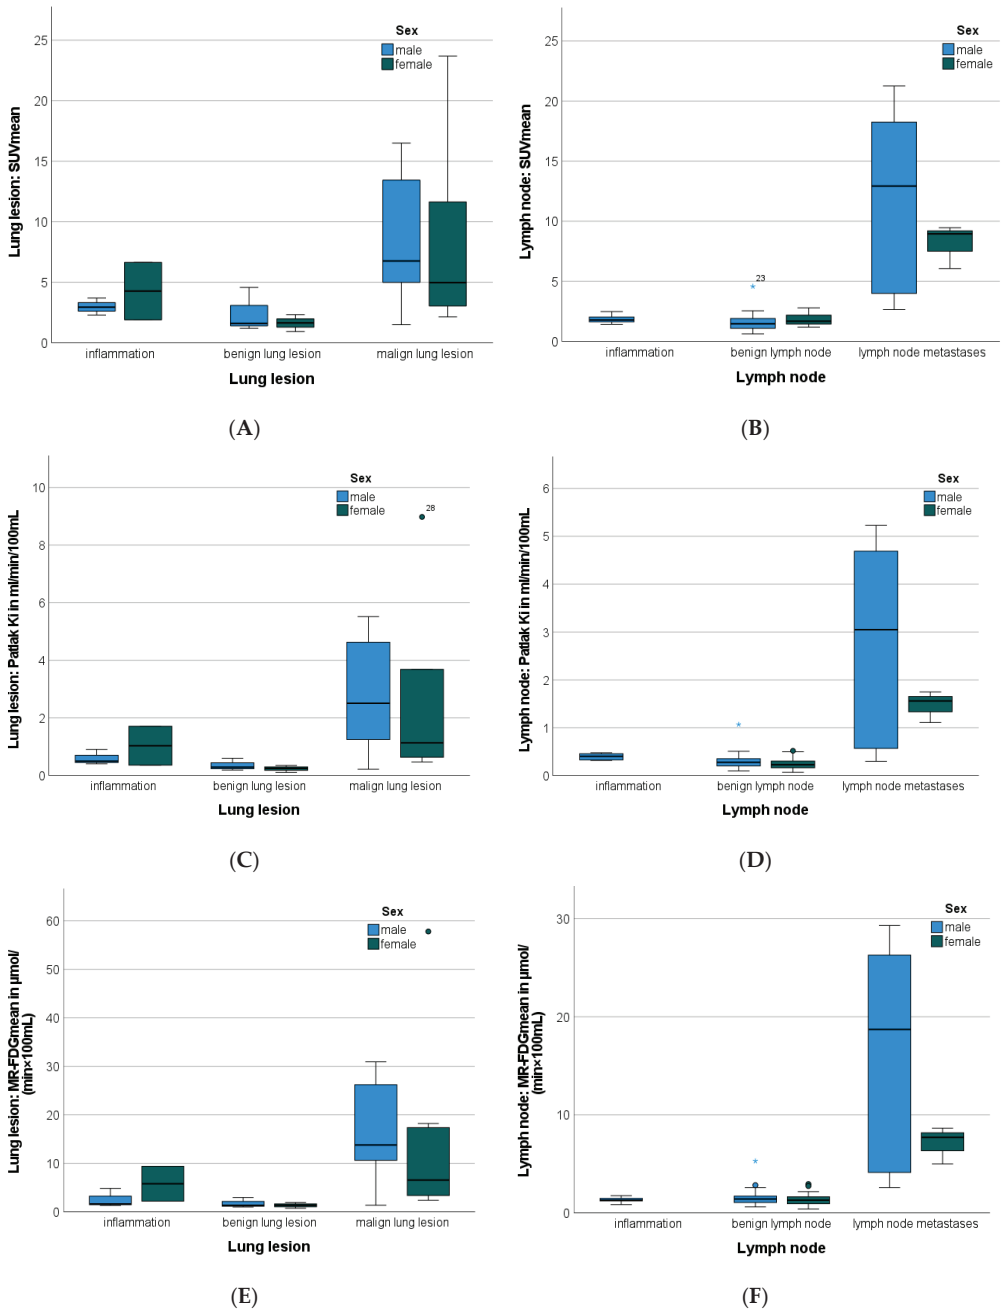 Sex
male
female
25
20
15
10
5
0
Lung lesion: SUVmean
inflammation
benign lung lesion
malign lung lesion
Lung lesion
(A)
Sex
male
female
25
20
15
10
5
0
Lymph node: SUVmean
23
inflammation
benign lymph node
lymph node metastases
Lymph node
(B)
Sex
male
female
10
8
6
4
2
0
Lung lesion: Patlak Ki in ml/min/100mL
28
inflammation
benign lung lesion
malign lung lesion
Lung lesion
(C)
Sex
male
female
6
5
4
3
2
1
0
Lymph node: Patlak Ki in ml/min/100mL
inflammation
benign lymph node
lymph node metastases
Lymph node
(D)
Sex
male
female
60
50
40
30
20
10
0
Lung lesion: MR-FDGmean in µmol/
(min×100mL)
inflammation
benign lung lesion
malign lung lesion
Lung lesion
(E)
Sex
male
female
30
20
10
0
Lymph node: MR-FDGmean in µmol/
(min×100mL)
inflammation
benign lymph node
lymph node metastases
Lymph node
(F)